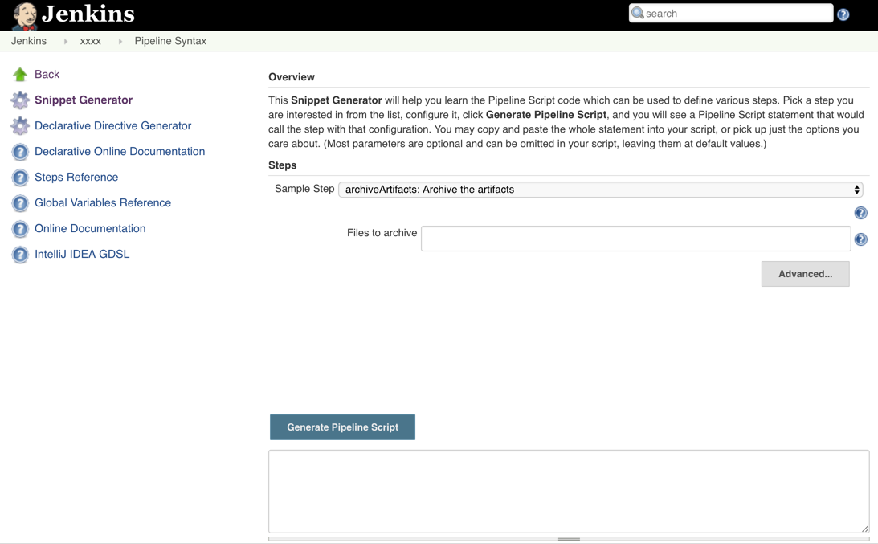 Jenkins
search
Jenkins xxxx Pipeline Syntax
Back
Snippet Generator
Declarative Directive Generator
Declarative Online Documentation
Steps Reference
Global Variables Reference
Online Documentation
IntelliJ IDEA GDSL
Overview
This Snippet Generator will help you learn the Pipeline Script code which can be used to define various steps. Pick a step you
are interested in from the list, configure it, click Generate Pipeline Script, and you will see a Pipeline Script statement that would
call the step with that configuration. You may copy and paste the whole statement into your script, or pick up just the options you
care about. (Most parameters are optional and can be omitted in your script, leaving them at default values.)
Steps
Sample Step archiveArtifacts: Archive the artifacts
Files to archive
Advanced...
Generate Pipeline Script